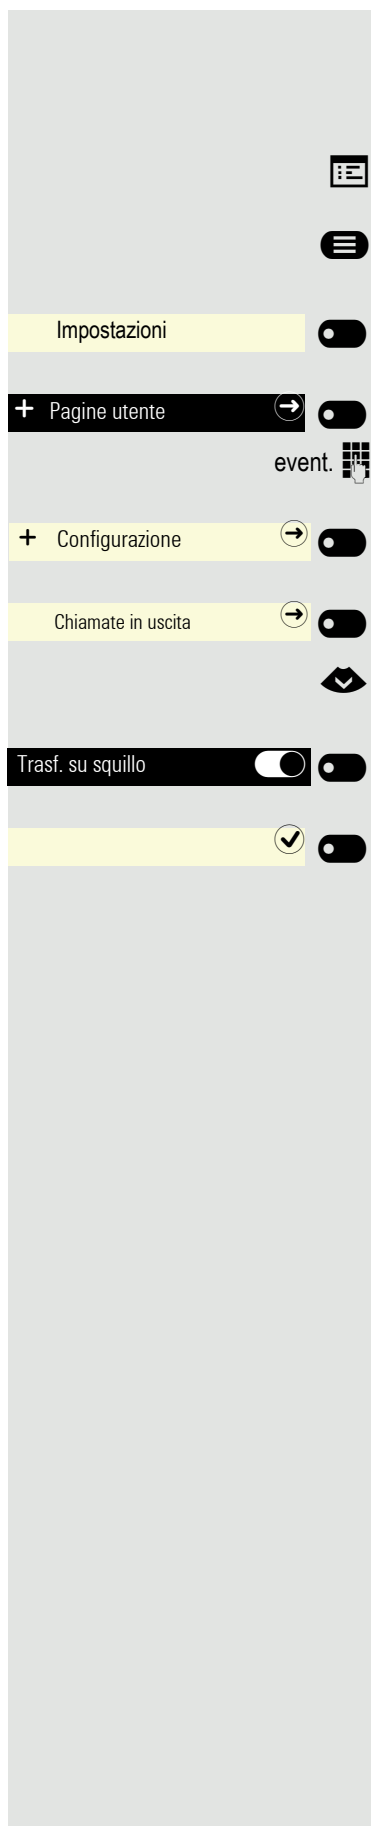 Impostazioni
+ Pagine utente
event.
+ Configurazione
Chiamate in uscita
Trasf. su squillo